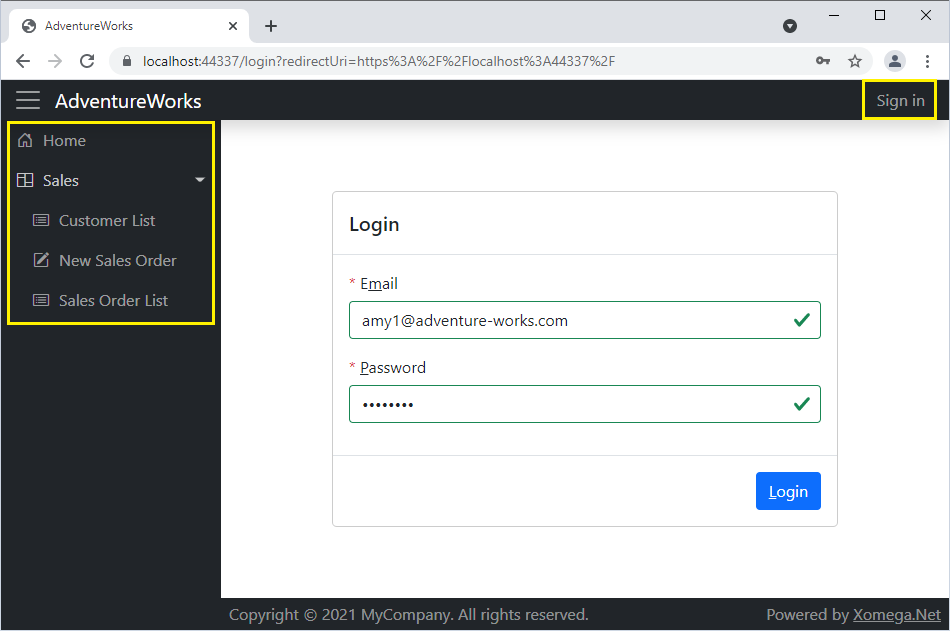 AdventureWorks
localhost:44337/login?redirectUri=https%3A%2F%2Flocalhost%3A44337%2F
AdventureWorks
Sign in
Home
Sales
Customer List
New Sales Order
Sales Order List
Login
* Email
amy1@adventure-works.com
* Password
••••••••
Login
Copyright © 2021 MyCompany. All rights reserved.
Powered by Xomega.Net